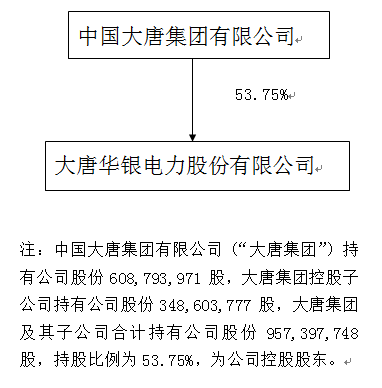 中国大唐集团有限公司
53.75%
大唐华银电力股份有限公司
注：中国大唐集团有限公司（“大唐集团”）持
有公司股份 608,793,971 股，大唐集团控股子
公司持有公司股份 348,603,777 股，大唐集团
及其子公司合计持有公司股份 957,397,748
股，持股比例为 53.75%，为公司控股股东。